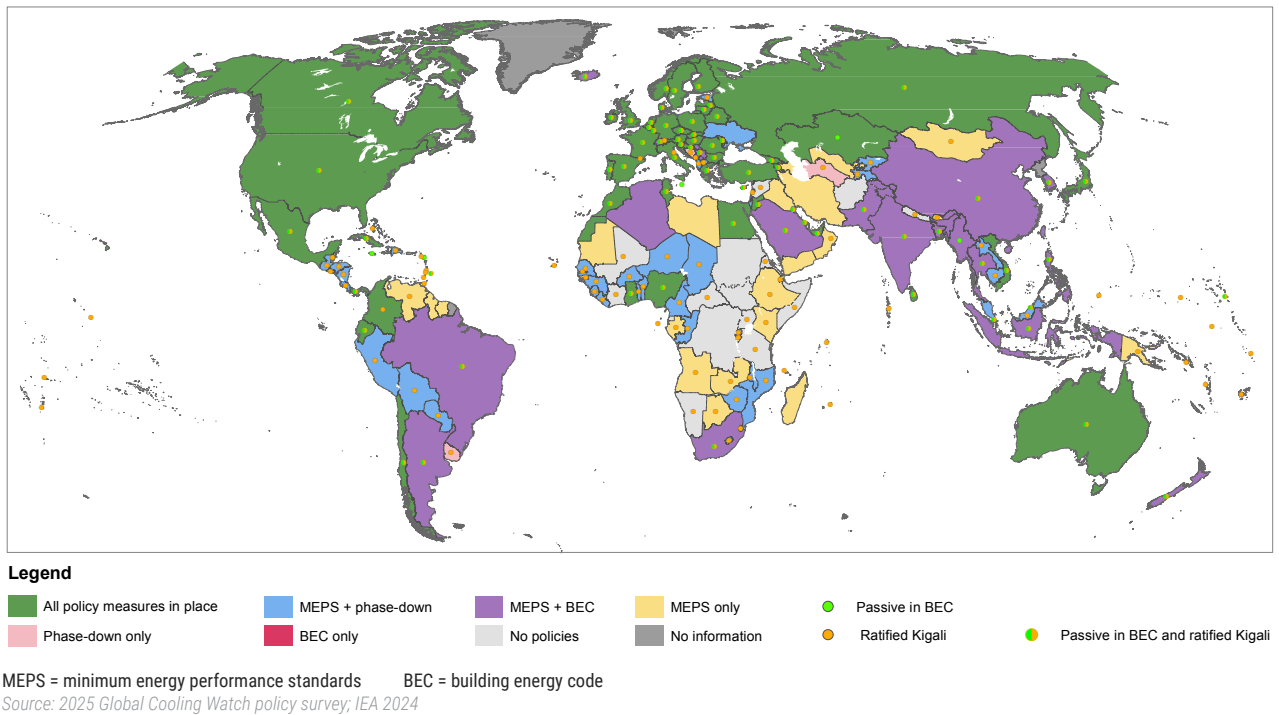 Legend
All policy measures in place
MEPS + phase-down
MEPS + BEC
MEPS only
Passive in BEC
Phase-down only
BEC only
No policies
No information
Ratified Kigali
Passive in BEC and ratified Kigali
MEPS = minimum energy performance standards
BEC = building energy code
Source: 2025 Global Cooling Watch policy survey; IEA 2024